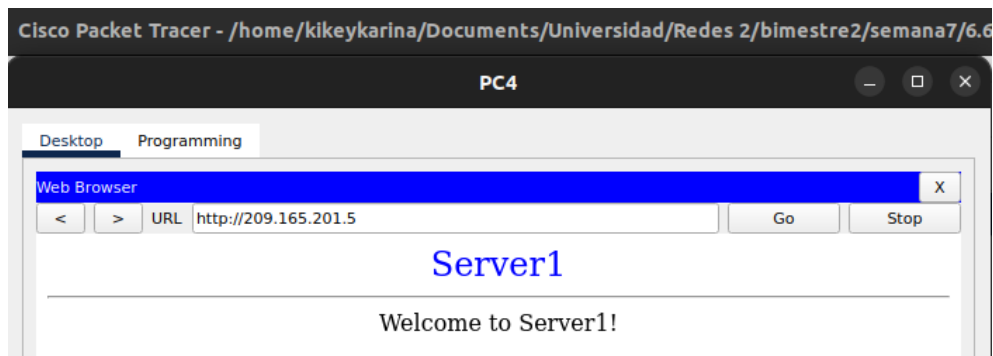 Cisco Packet Tracer - /home/kikeykarina/Documents/Universidad/Redes 2/bimestre2/semana7/6.6
PC4
Desktop Programming
Web Browser X
< > URL http://209.165.201.5 Go Stop
Server1
Welcome to Server1!